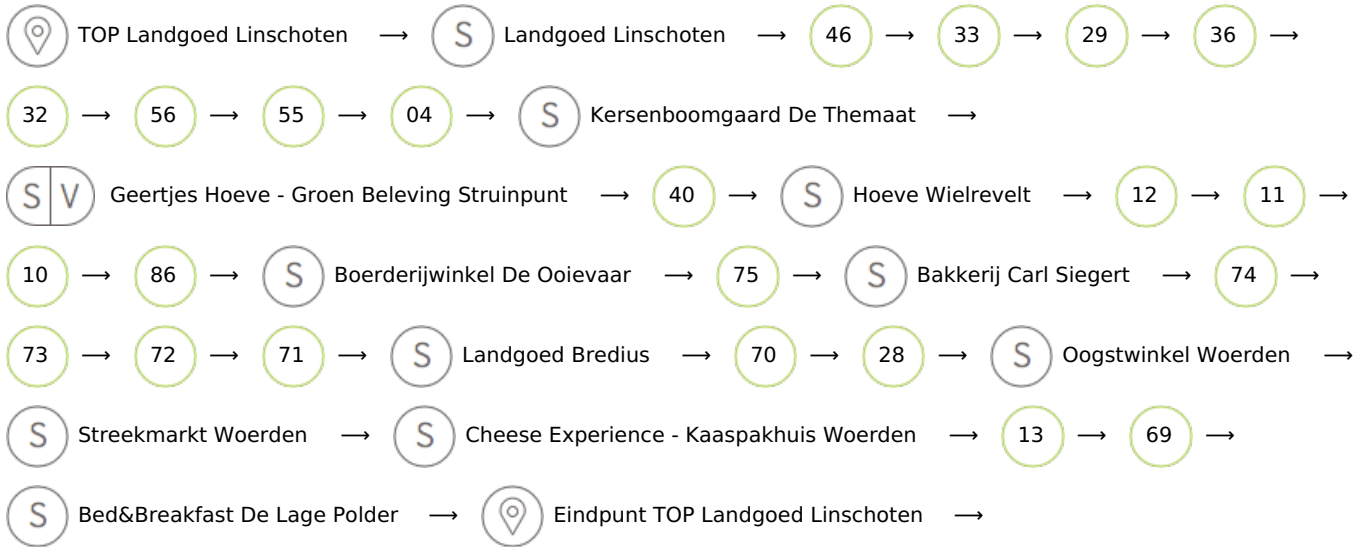 TOP Landgoed Linschoten → S Landgoed Linschoten → 46 → 33 → 29 → 36 →
32 → 56 → 55 → 04 → S Kersenboomgaard De Themaat →
S V Geertjes Hoeve - Groen Beleving Struinpunt → 40 → S Hoeve Wielrevelt → 12 → 11 →
10 → 86 → S Boerderijwinkel De Ooievaar → 75 → S Bakkerij Carl Siegert → 74 →
73 → 72 → 71 → S Landgoed Bredius → 70 → 28 → S Oogstwinkel Woerden →
S Streekmarkt Woerden → S Cheese Experience - Kaaspakhuis Woerden → 13 → 69 →
S Bed&Breakfast De Lage Polder → Eindpunt TOP Landgoed Linschoten →